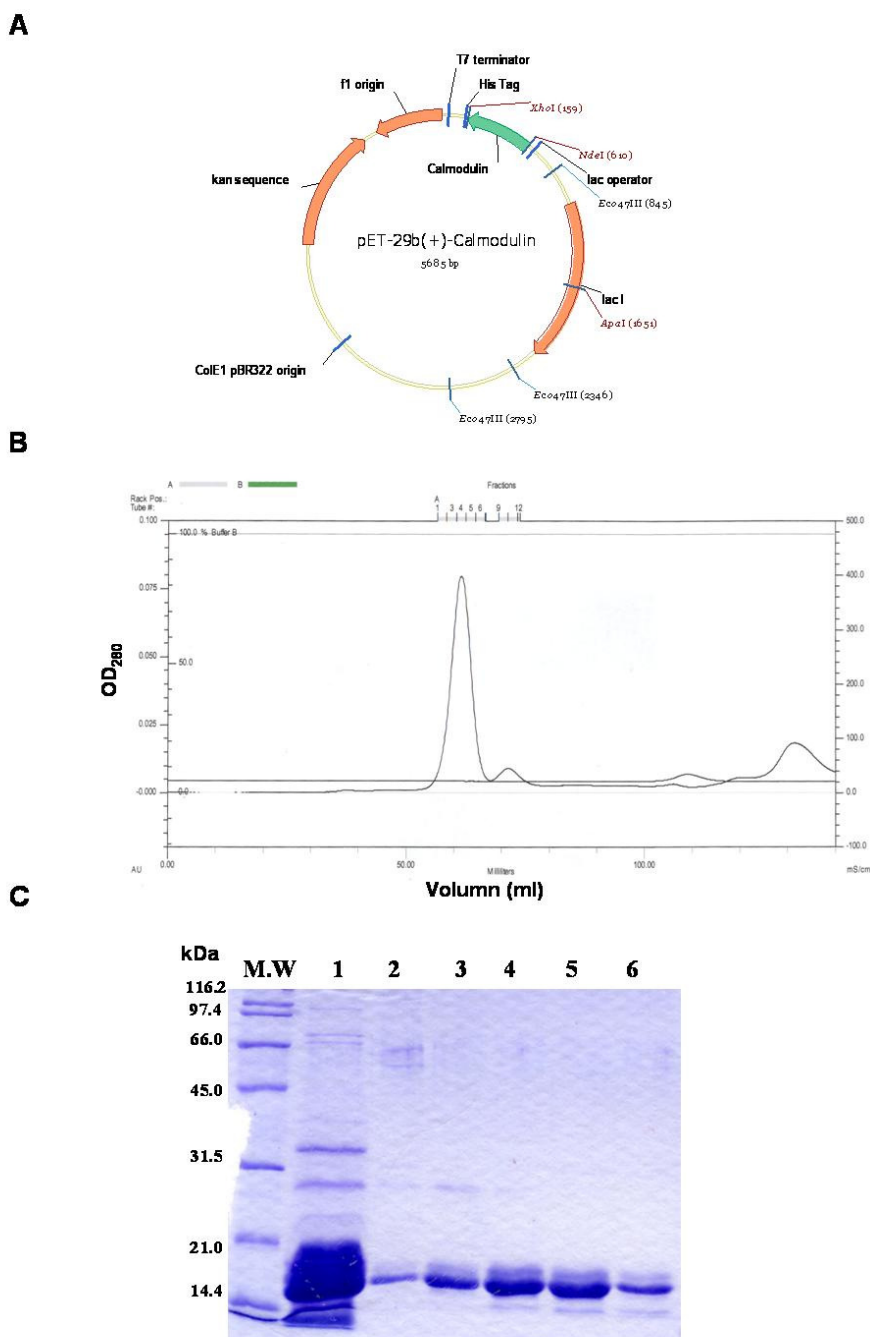 A
T7 terminator
f1 origin
His Tag
XhoI (159)
NdeI (610)
kan sequence
Calmodulin
lac operator
Eco47III (845)
pET-29b(+)-Calmodulin
5685 bp
lac I
ApaI (1651)
ColE1 pBR322 origin
Eco47III (2346)
Eco47III (2795)
B
A B Fractions
Rack Pos.: A
Tube #: 1 3 4 5 6 9 12
0.100 100.0 % Buffer B 500.0
0.075 400.0
0.050 50.0 300.0
OD280
0.025 200.0
100.0
-0.000 0.0 0.0
-100.0
AU 0.00 50.00 Milliliters 100.00 mS/cm
Volumn (ml)
C
kDa
M.W 1 2 3 4 5 6
116.2
97.4
66.0
45.0
31.5
21.0
14.4